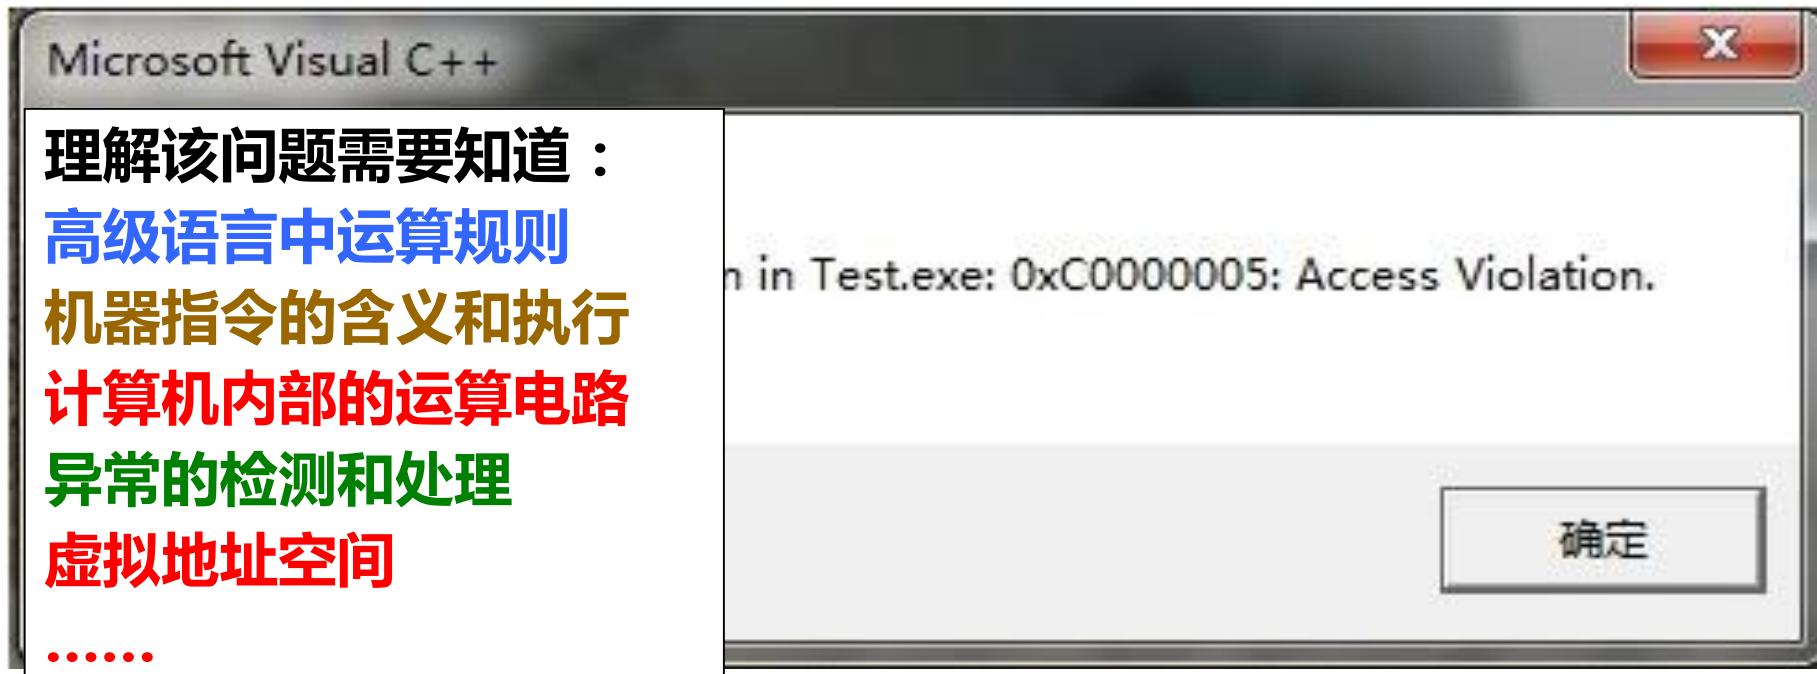 Microsoft Visual C++
理解该问题需要知道：
高级语言中运算规则
机器指令的含义和执行
计算机内部的运算电路
异常的检测和处理
虚拟地址空间
……
in Test.exe: 0xC0000005: Access Violation.
确定